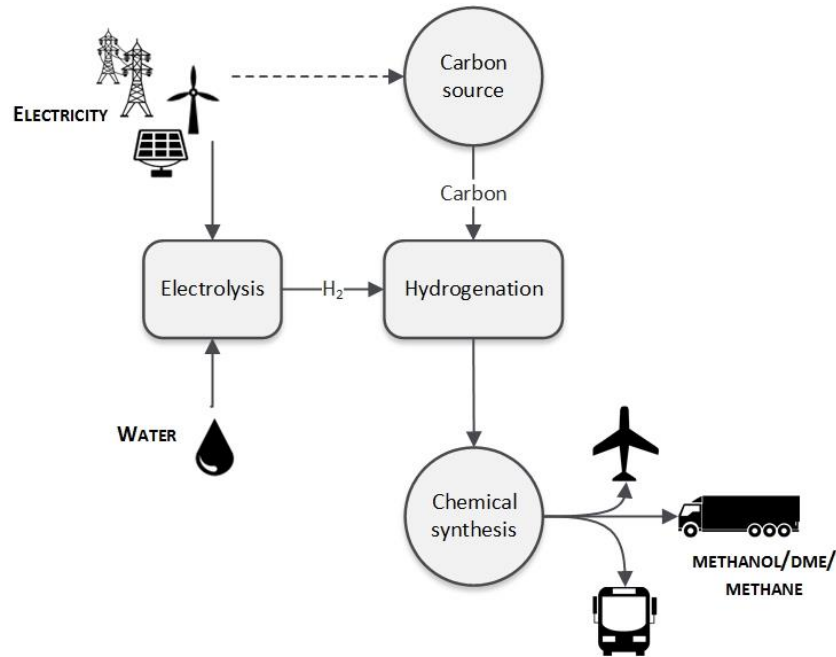 Carbon
source
ELECTRICITY
Carbon
Electrolysis
H₂
Hydrogenation
WATER
Chemical
synthesis
METHANOL/DME/
METHANE